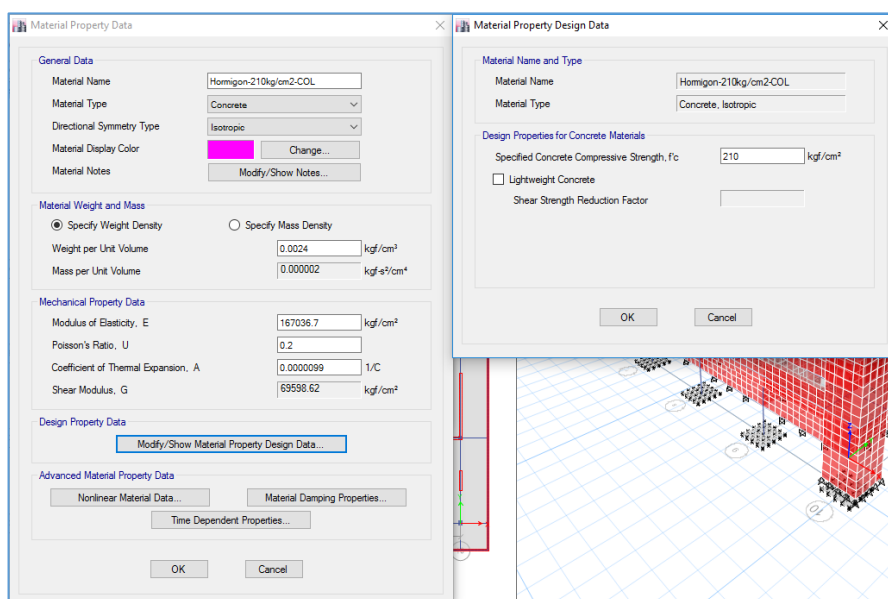 Material Property Data
General Data
Material Name Hormigon-210kg/cm2-COL
Material Type Concrete
Directional Symmetry Type Isotropic
Material Display Color Change...
Material Notes Modify/Show Notes...
Material Weight and Mass
Specify Weight Density Specify Mass Density
Weight per Unit Volume 0.0024 kgf/cm³
Mass per Unit Volume 0.000002 kgf-s²/cm⁴
Mechanical Property Data
Modulus of Elasticity, E 167036.7 kgf/cm²
Poisson's Ratio, U 0.2
Coefficient of Thermal Expansion, A 0.0000099 1/C
Shear Modulus, G 69598.62 kgf/cm²
Design Property Data
Modify/Show Material Property Design Data...
Advanced Material Property Data
Nonlinear Material Data... Material Damping Properties...
Time Dependent Properties...
OK Cancel
Material Property Design Data
Material Name and Type
Material Name Hormigon-210kg/cm2-COL
Material Type Concrete, Isotropic
Design Properties for Concrete Materials
Specified Concrete Compressive Strength, f'c 210 kgf/cm²
Lightweight Concrete
Shear Strength Reduction Factor
OK Cancel
10